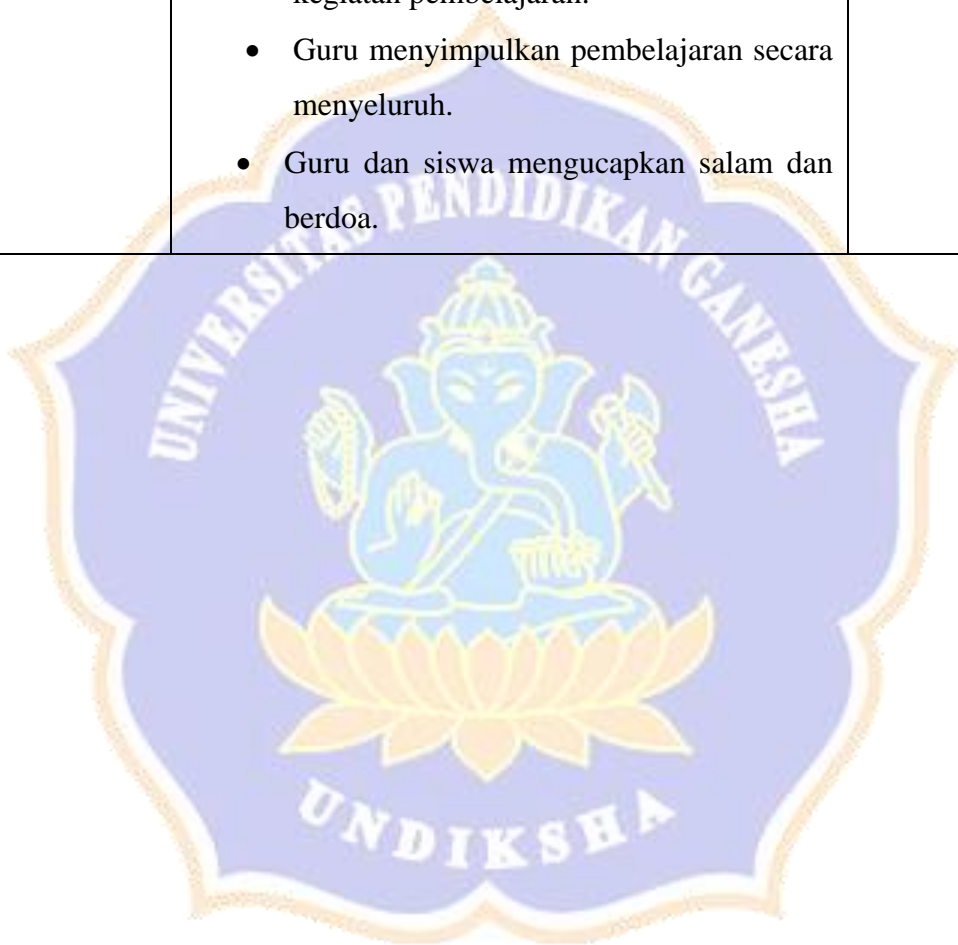 kegiatan pembelajaran.
• Guru menyimpulkan pembelajaran secara
menyeluruh.
• Guru dan siswa mengucapkan salam dan
berdoa.
UNIVERSITAS PENDIDIKAN GANESHA
UNDIKSHA